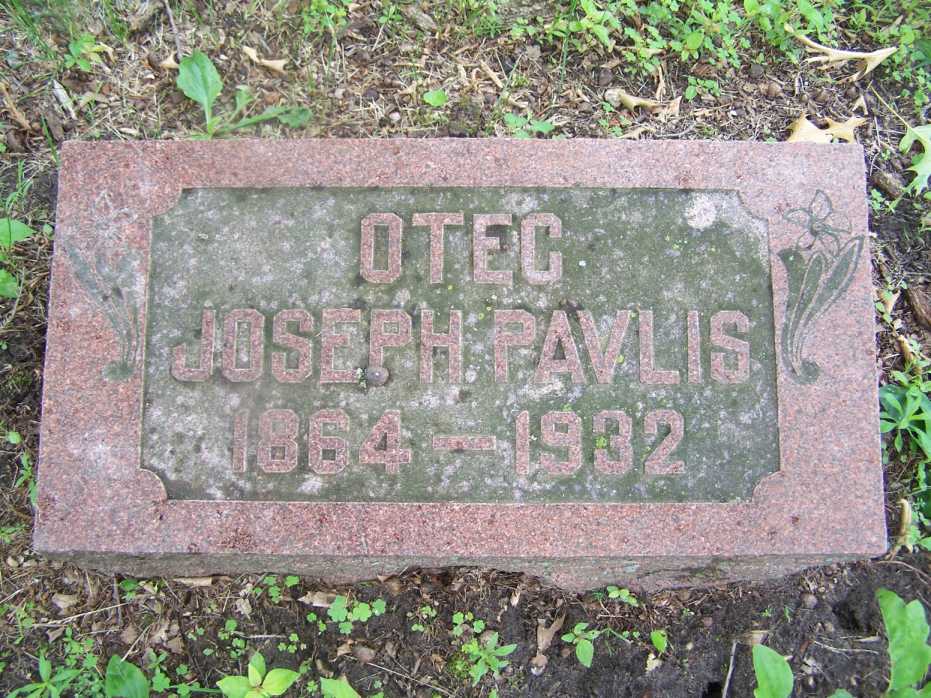 OTEC
JOSEPH PAVLIS
1864 – 1932